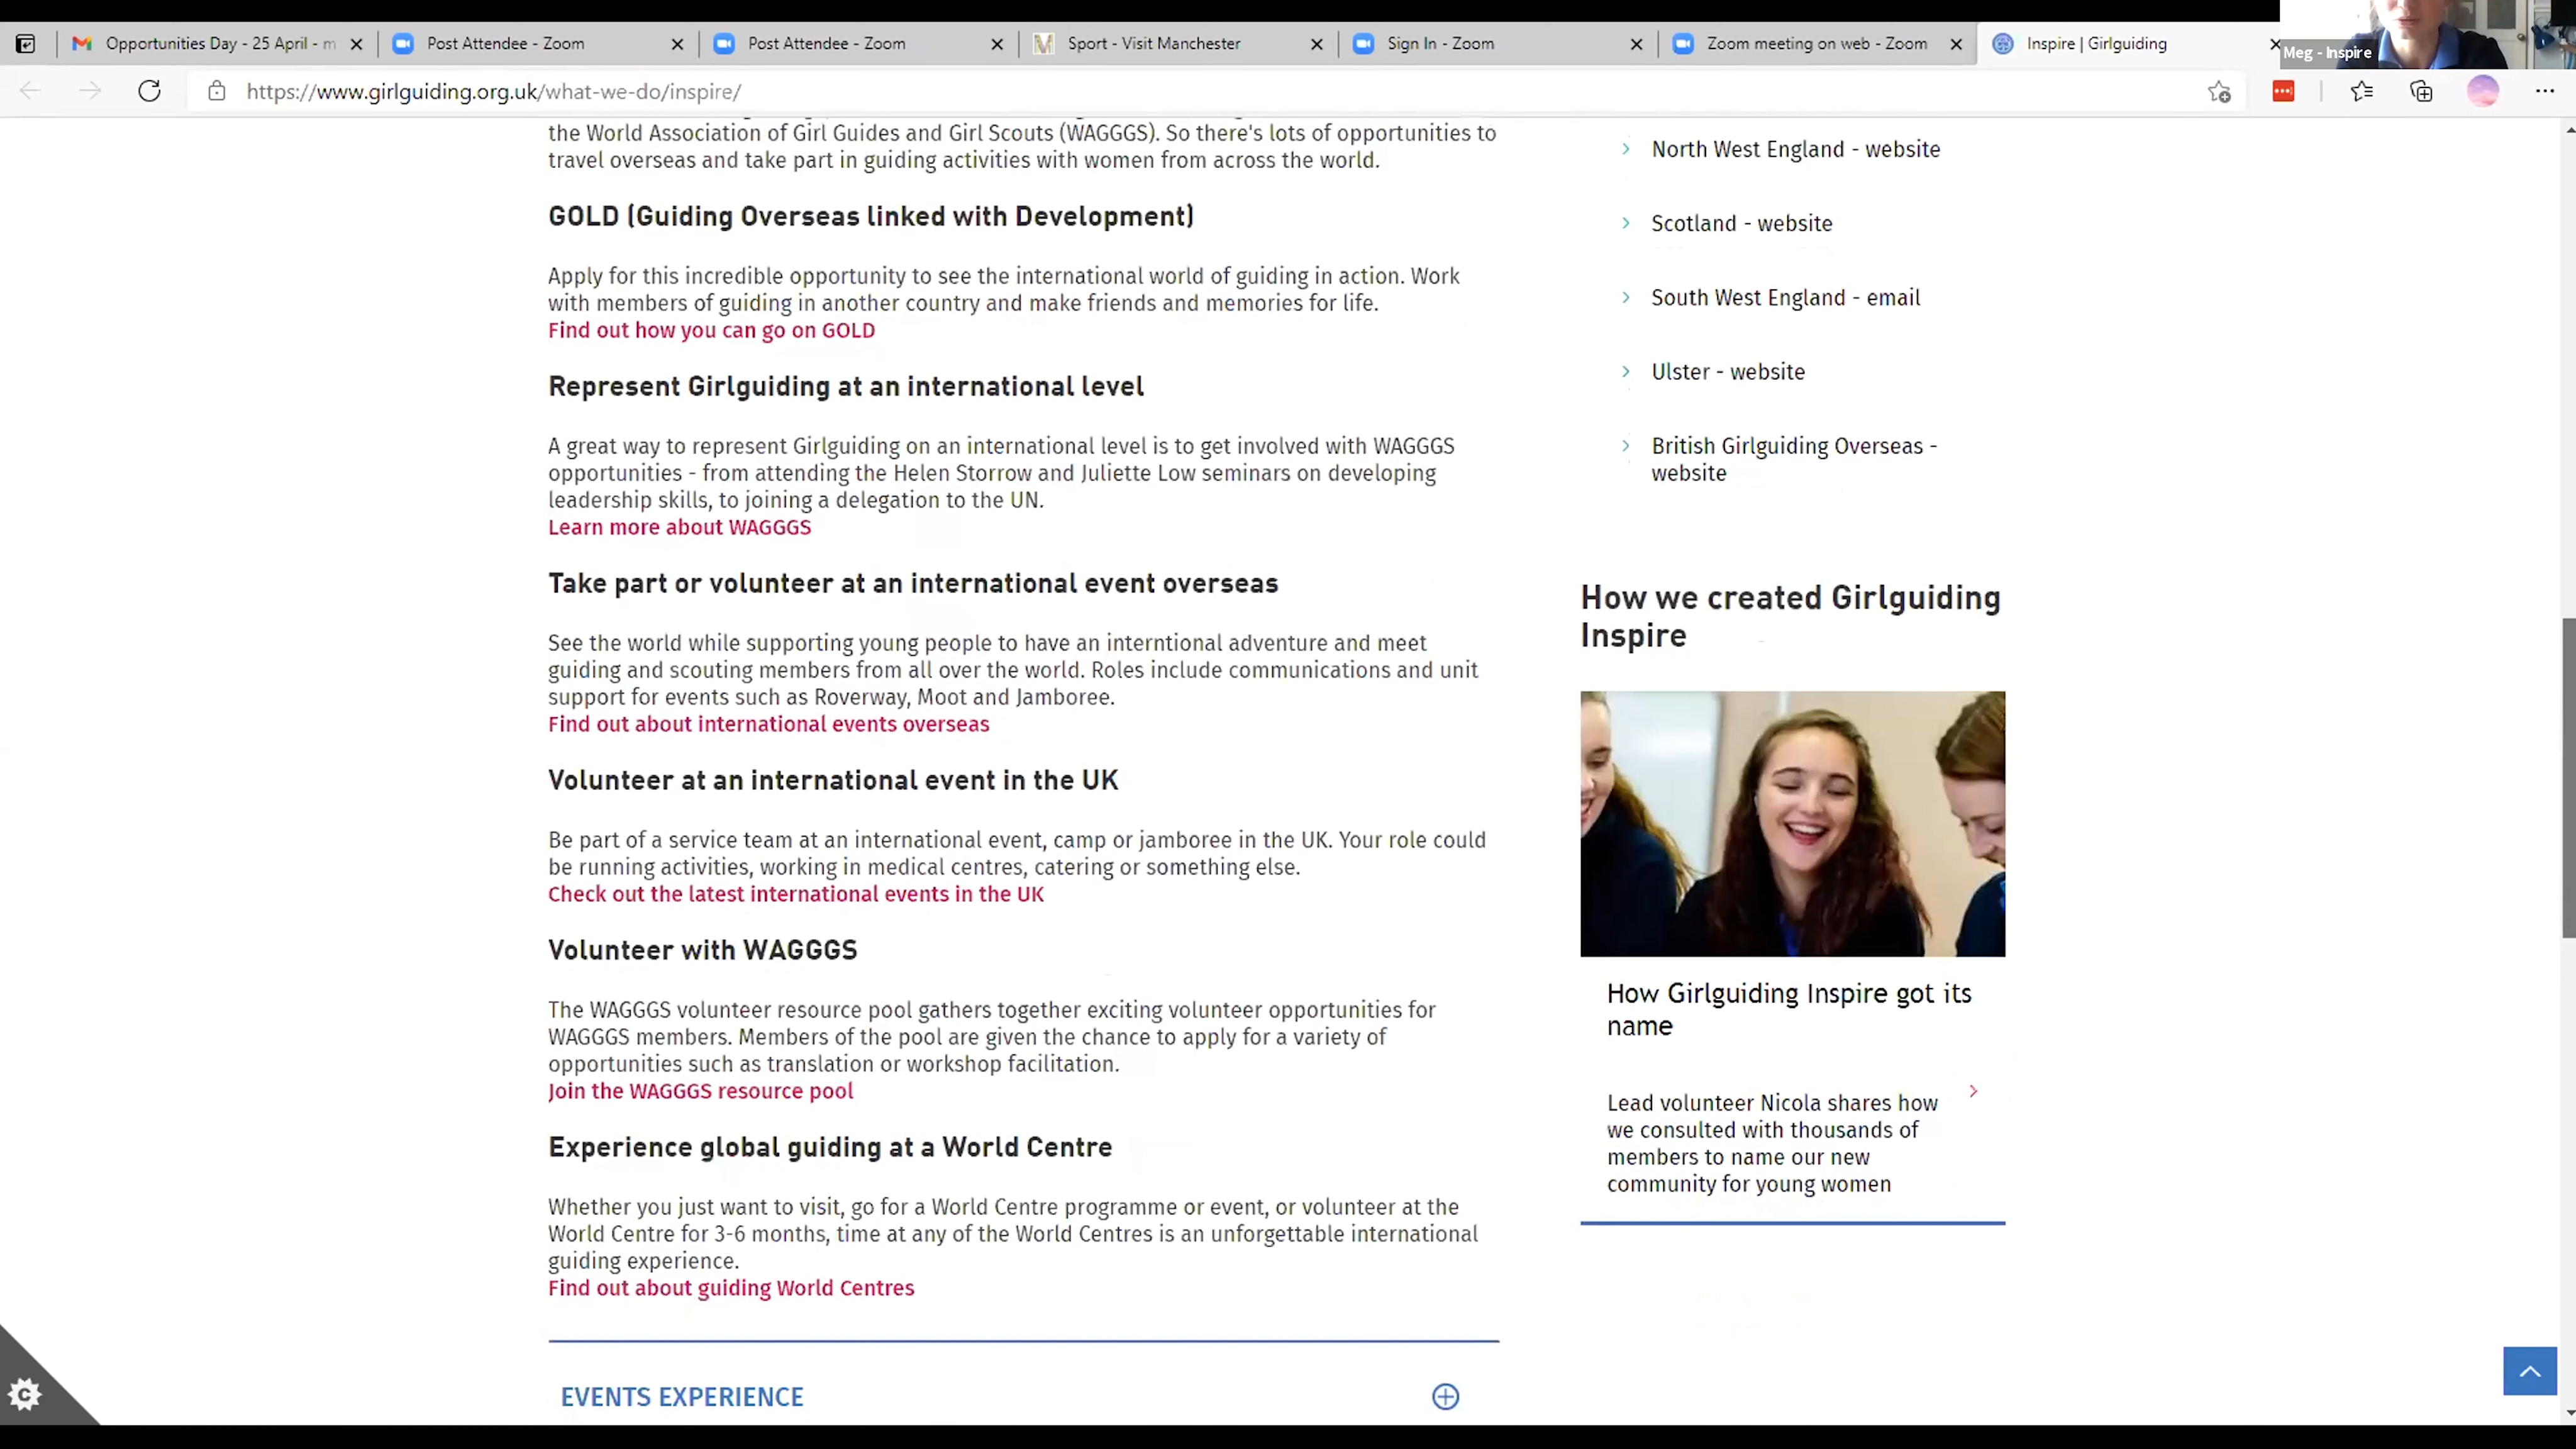 Opportunities Day - 25 April - m
Post Attendee - Zoom
Post Attendee - Zoom
Sport - Visit Manchester
Sign In - Zoom
Zoom meeting on web - Zoom
Inspire | Girlguiding
Meg - Inspire
https://www.girlguiding.org.uk/what-we-do/inspire/
the World Association of Girl Guides and Girl Scouts (WAGGGS). So there's lots of opportunities to
travel overseas and take part in guiding activities with women from across the world.
GOLD (Guiding Overseas linked with Development)
Apply for this incredible opportunity to see the international world of guiding in action. Work
with members of guiding in another country and make friends and memories for life.
Find out how you can go on GOLD
Represent Girlguiding at an international level
A great way to represent Girlguiding on an international level is to get involved with WAGGGS
opportunities - from attending the Helen Storrow and Juliette Low seminars on developing
leadership skills, to joining a delegation to the UN.
Learn more about WAGGGS
Take part or volunteer at an international event overseas
See the world while supporting young people to have an interntional adventure and meet
guiding and scouting members from all over the world. Roles include communications and unit
support for events such as Roverway, Moot and Jamboree.
Find out about international events overseas
Volunteer at an international event in the UK
Be part of a service team at an international event, camp or jamboree in the UK. Your role could
be running activities, working in medical centres, catering or something else.
Check out the latest international events in the UK
Volunteer with WAGGGS
The WAGGGS volunteer resource pool gathers together exciting volunteer opportunities for
WAGGGS members. Members of the pool are given the chance to apply for a variety of
opportunities such as translation or workshop facilitation.
Join the WAGGGS resource pool
Experience global guiding at a World Centre
Whether you just want to visit, go for a World Centre programme or event, or volunteer at the
World Centre for 3-6 months, time at any of the World Centres is an unforgettable international
guiding experience.
Find out about guiding World Centres
EVENTS EXPERIENCE
North West England - website
Scotland - website
South West England - email
Ulster - website
British Girlguiding Overseas -
website
How we created Girlguiding
Inspire
How Girlguiding Inspire got its
name
Lead volunteer Nicola shares how
we consulted with thousands of
members to name our new
community for young women